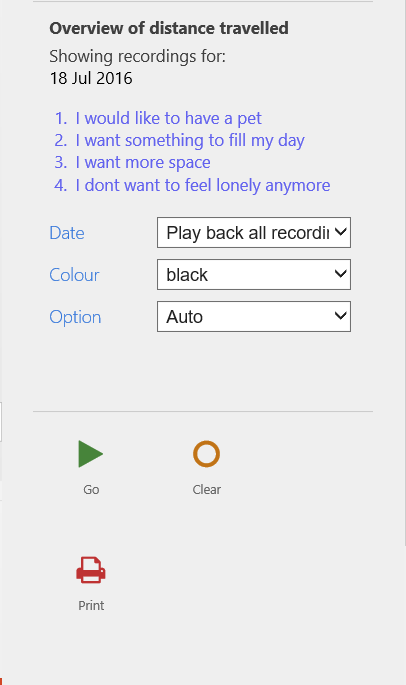 Overview of distance travelled
Showing recordings for:
18 Jul 2016
1. I would like to have a pet
2. I want something to fill my day
3. I want more space
4. I dont want to feel lonely anymore
Date Play back all recordi
Colour black
Option Auto
Go Clear
Print